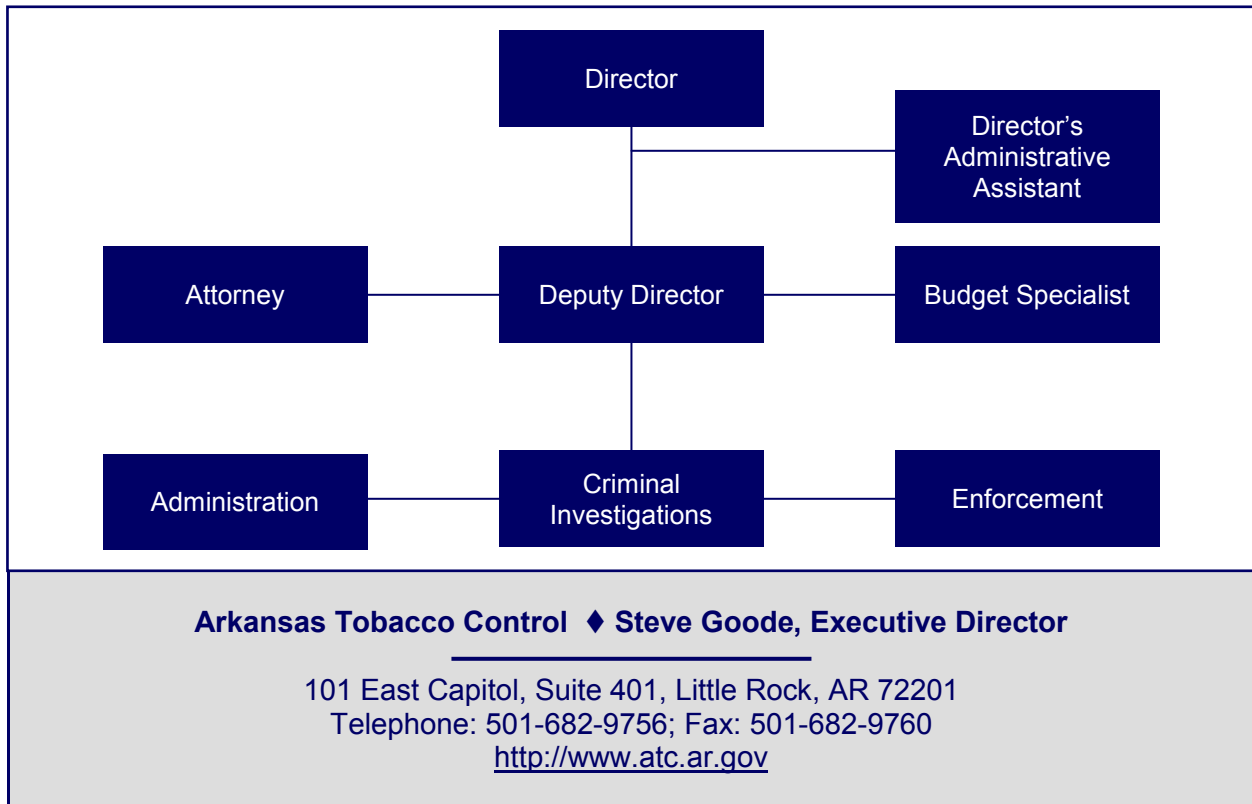 Director
Director’s
Administrative
Assistant
Attorney
Deputy Director
Budget Specialist
Administration
Criminal
Investigations
Enforcement
Arkansas Tobacco Control ♦ Steve Goode, Executive Director
101 East Capitol, Suite 401, Little Rock, AR 72201
Telephone: 501-682-9756; Fax: 501-682-9760
http://www.atc.ar.gov